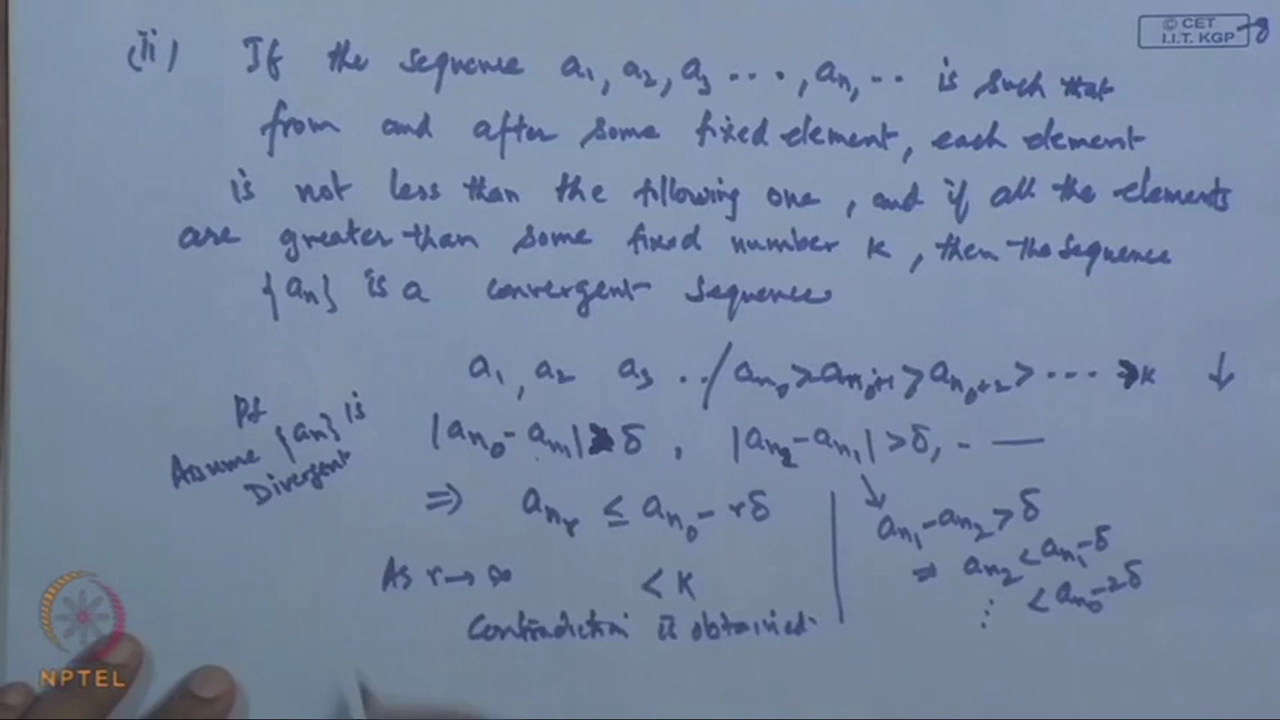 © CET
I.I.T. KGP
8
(ii) If the sequence a₁, a₂, a₃ ..., aₙ, .. is such that
from and after some fixed element, each element
is not less than the following one, and if all the elements
are greater than some fixed number K, then the sequence
{aₙ} is a convergent sequence
a₁, a₂ a₃ .. / aₙ₀ > aₙ₀₊₁ > aₙ₀₊₂ > ... > K ↓
Pf
Assume {aₙ} is
Divergent
|aₙ₀ - aₙ₁| > δ, |aₙ₂ - aₙ₁| > δ, - —
⇒ aₙᵣ ≤ aₙ₀ - rδ
As r → ∞ < K
Contradiction is obtained.
aₙ₁ - aₙ₂ > δ
⇒ aₙ₂ < aₙ₁ - δ
⋮ < aₙ₀ - 2δ
NPTEL